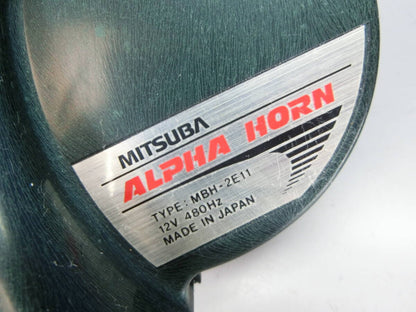 MITSUBA
ALPHA HORN
TYPE: MBH-2E11
12V 480Hz
MADE IN JAPAN